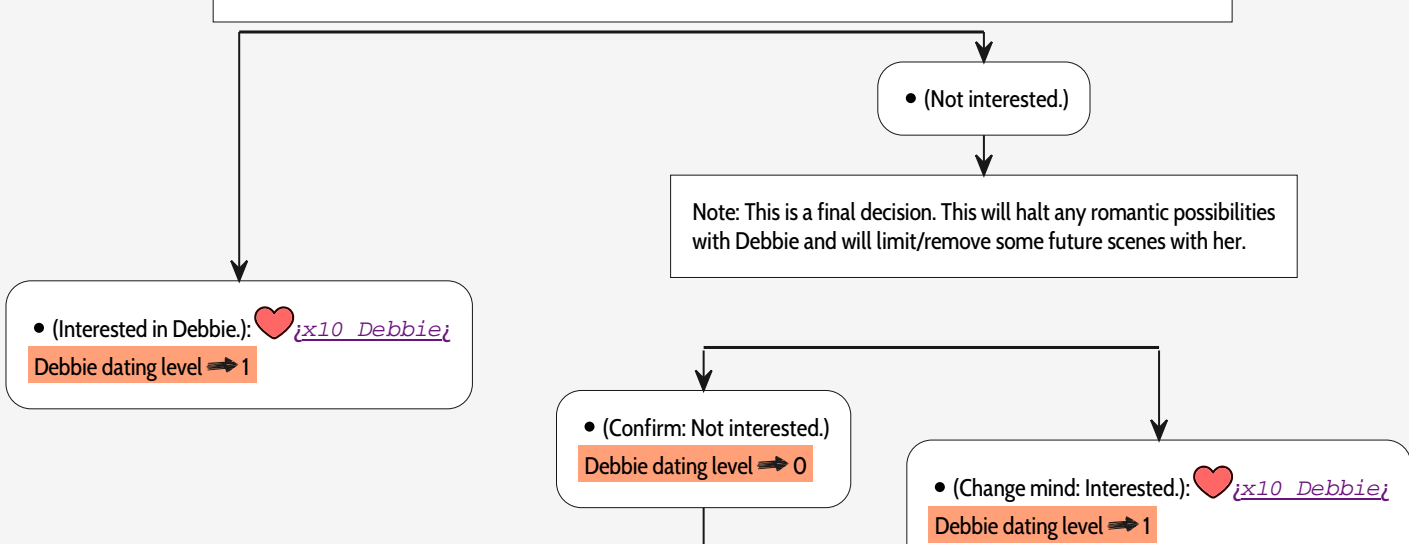 • (Not interested.)
Note: This is a final decision. This will halt any romantic possibilities
with Debbie and will limit/remove some future scenes with her.
• (Interested in Debbie.): ¿x10 Debbie¿
Debbie dating level ➡ 1
• (Confirm: Not interested.)
Debbie dating level ➡ 0
• (Change mind: Interested.): ¿x10 Debbie¿
Debbie dating level ➡ 1